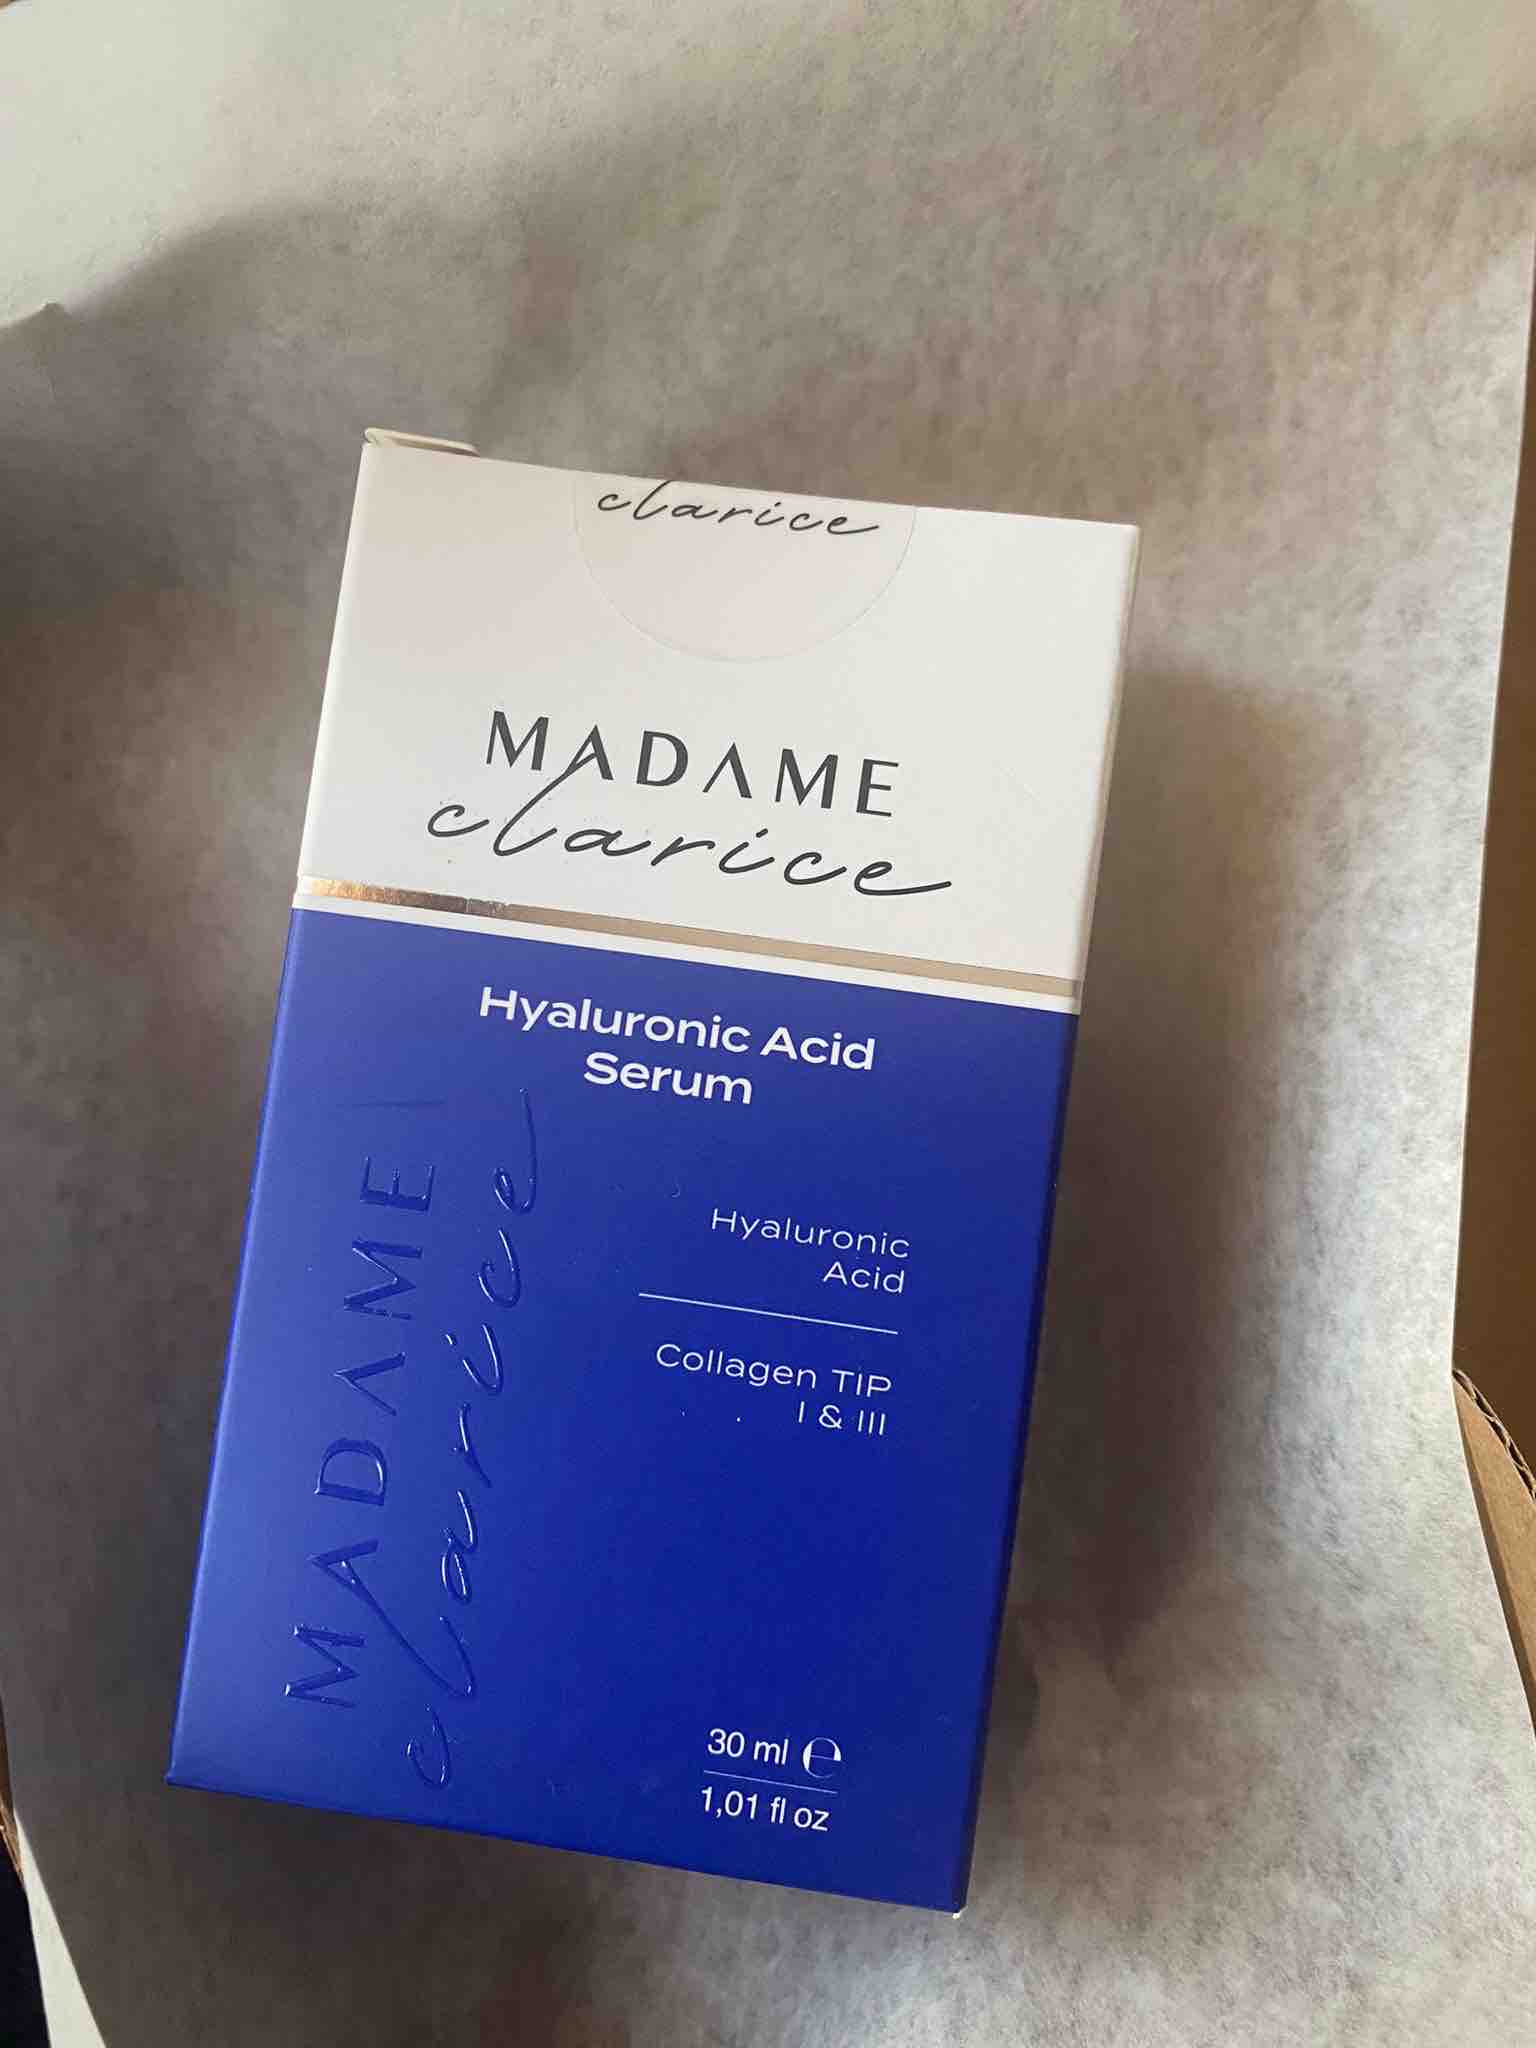 clarice
MADAME
clarice
Hyaluronic Acid
Serum
MADAME
clarice
Hyaluronic
Acid
Collagen TIP
I & III
30 ml ℮
1,01 fl oz